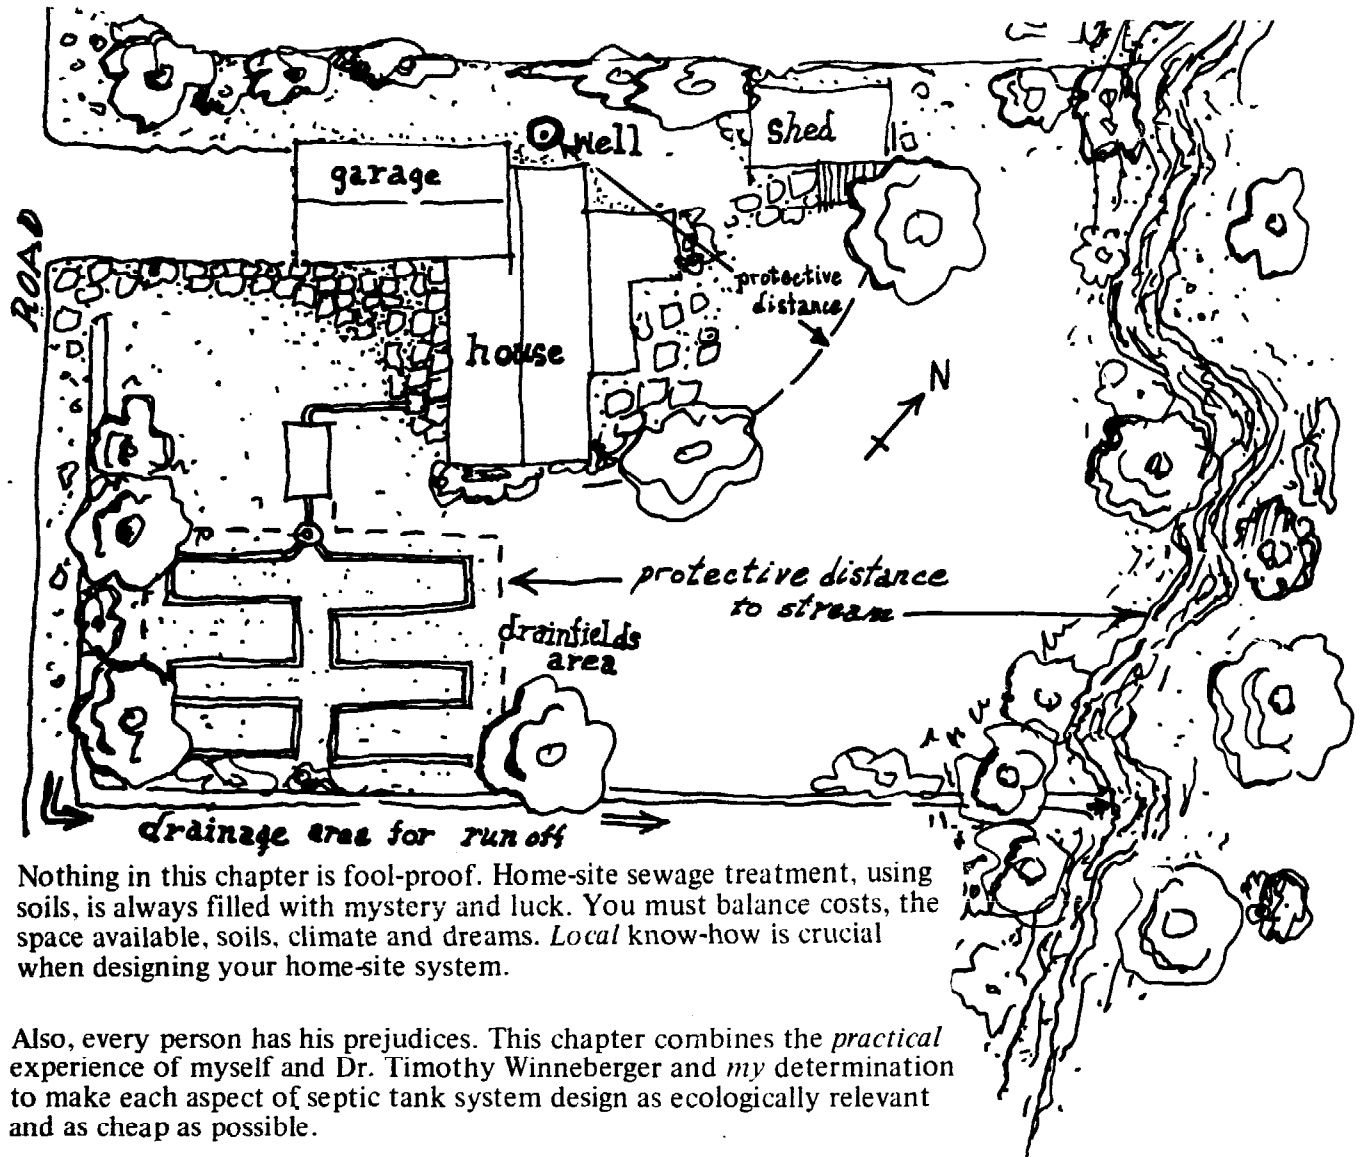 well
shed
garage
ROAD
protective
distance
house
N
protective distance
to stream
drainfields
area
drainage area for run off
Nothing in this chapter is fool-proof. Home-site sewage treatment, using
soils, is always filled with mystery and luck. You must balance costs, the
space available, soils, climate and dreams. Local know-how is crucial
when designing your home-site system.
Also, every person has his prejudices. This chapter combines the practical
experience of myself and Dr. Timothy Winneberger and my determination
to make each aspect of septic tank system design as ecologically relevant
and as cheap as possible.